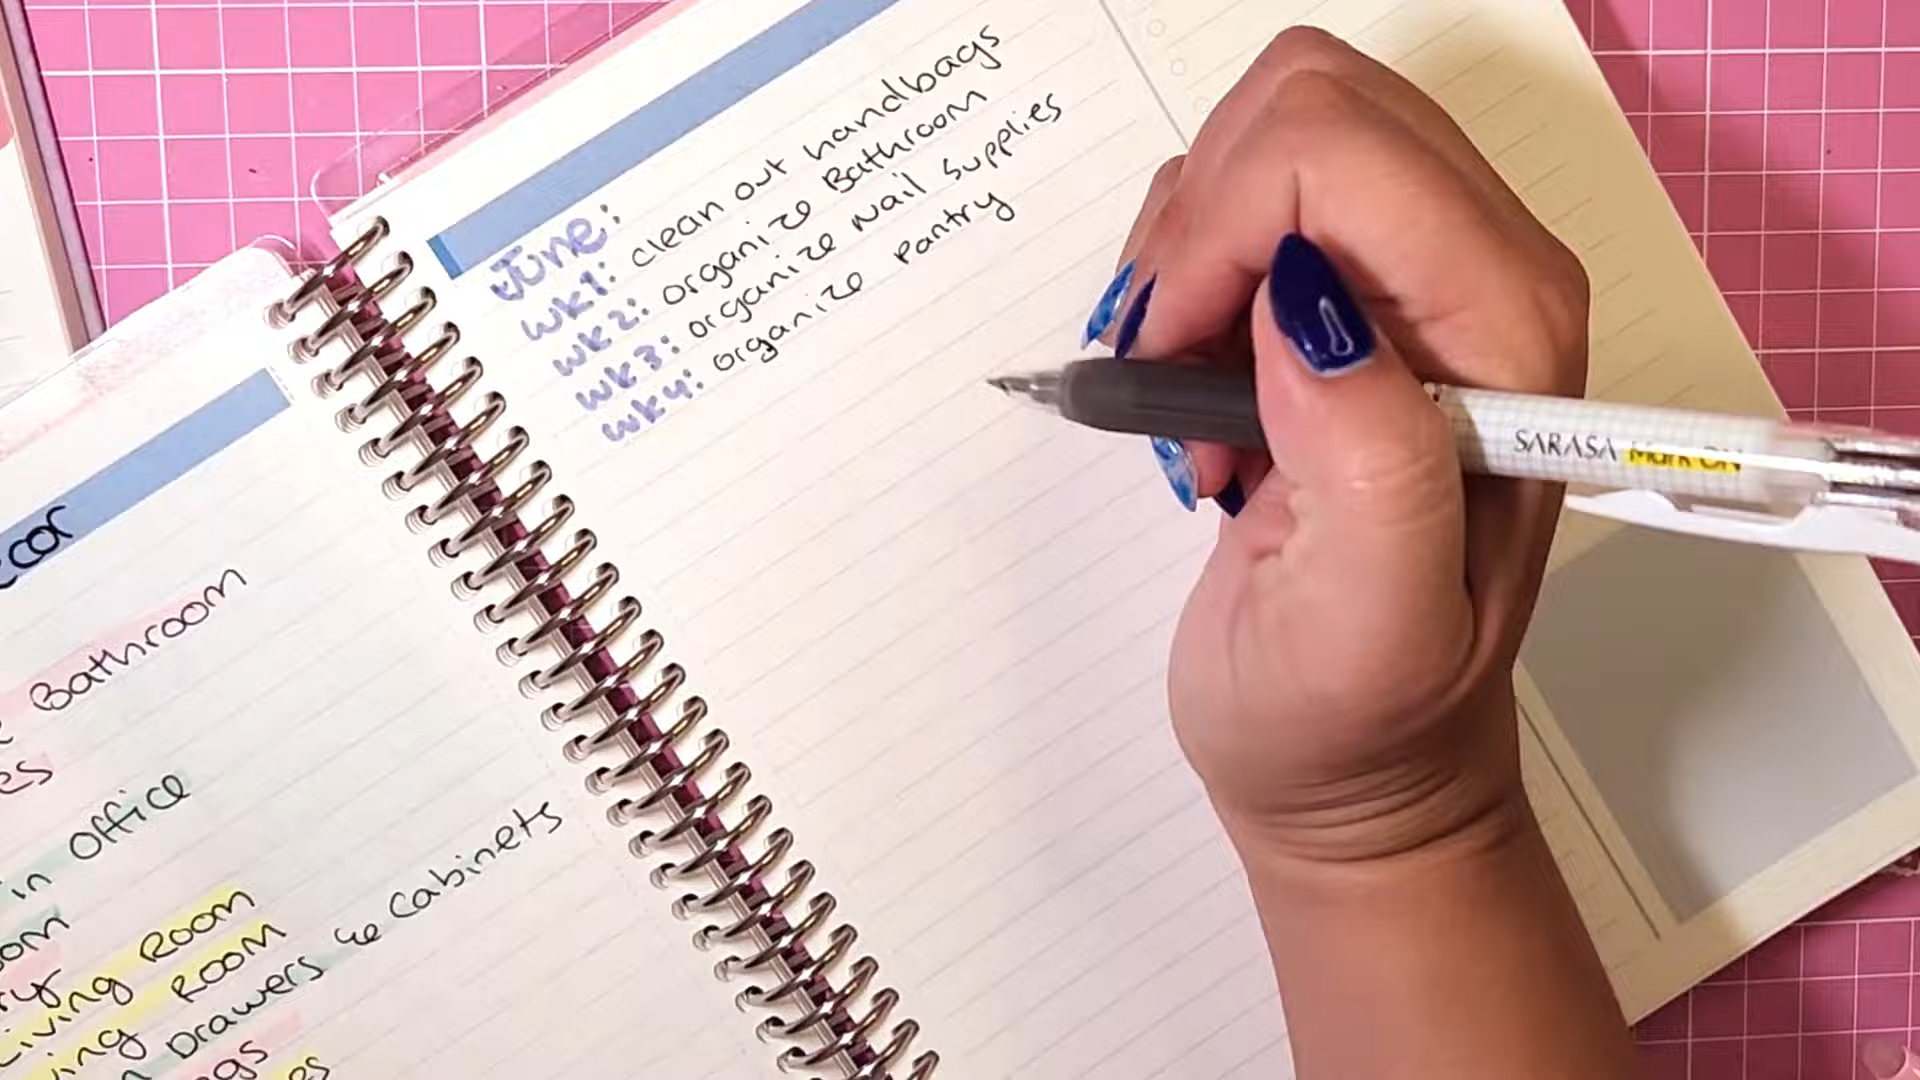 June:
wk1: clean out handbags
wk2: organize Bathroom
wk3: organize nail supplies
wk4: organize pantry
SARASA Mark ON
Bathroom
in office
Living Room
Room
Drawers & Cabinets